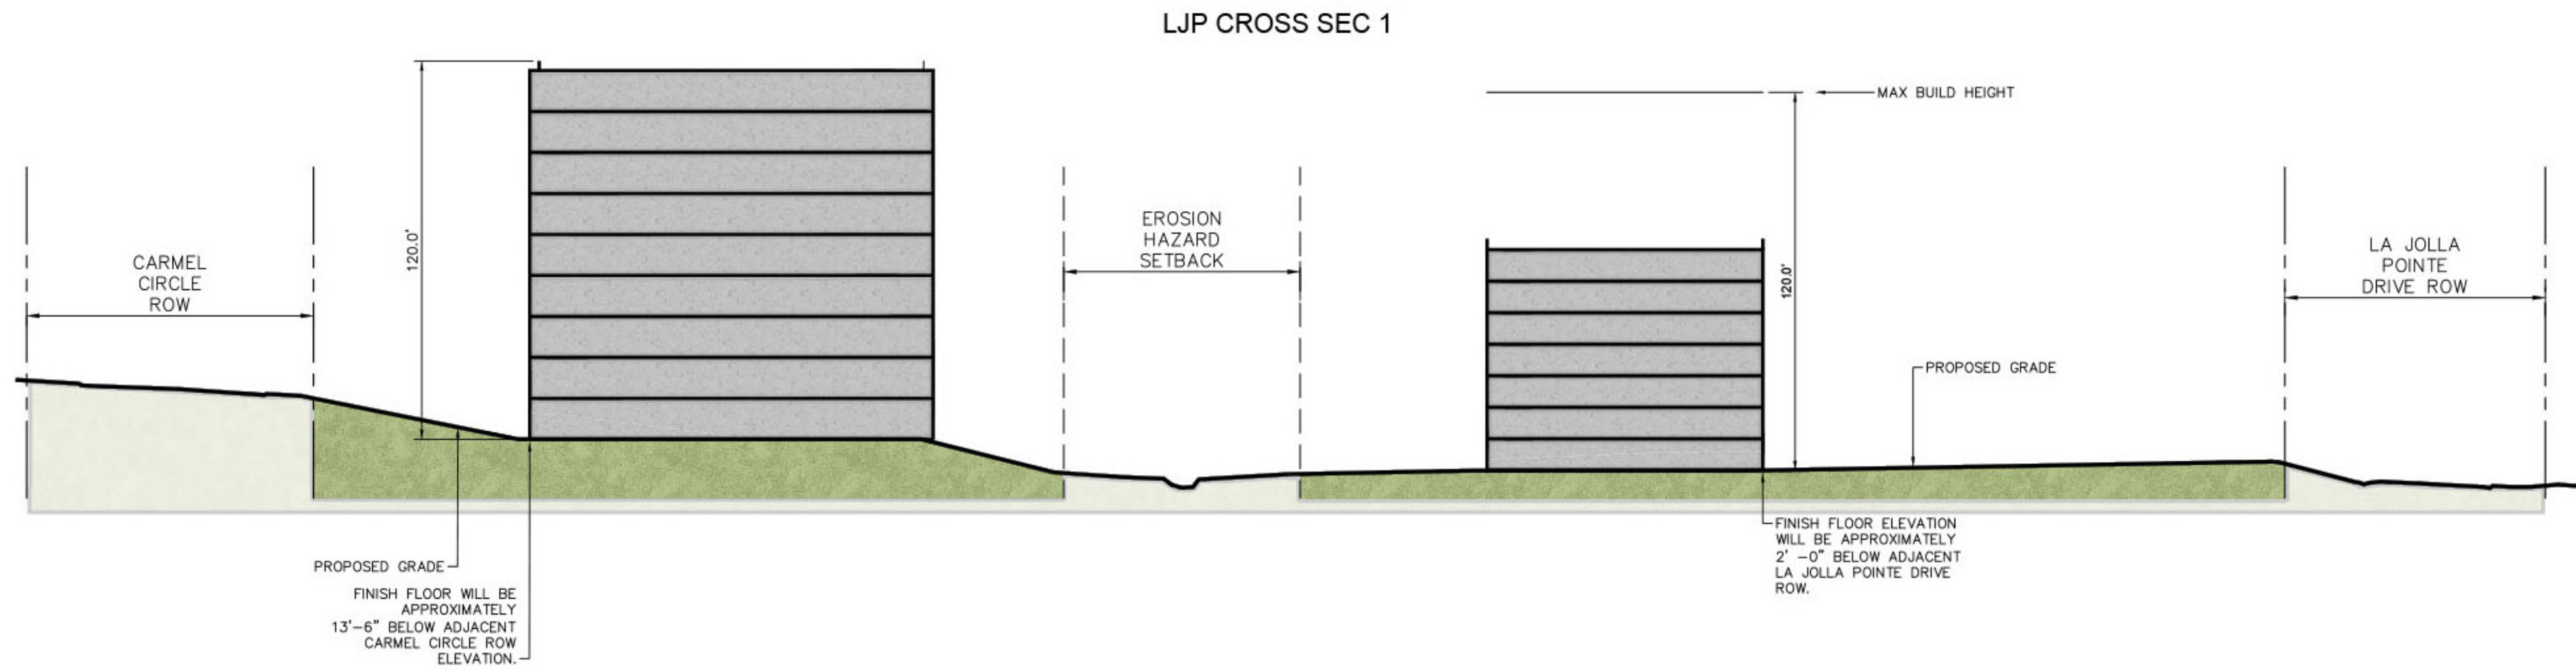 LJP CROSS SEC 1
MAX BUILD HEIGHT
120.0'
CARMEL
CIRCLE
ROW
EROSION
HAZARD
SETBACK
120.0'
LA JOLLA
POINTE
DRIVE ROW
PROPOSED GRADE
PROPOSED GRADE
FINISH FLOOR WILL BE
APPROXIMATELY
13'-6" BELOW ADJACENT
CARMEL CIRCLE ROW
ELEVATION.
FINISH FLOOR ELEVATION
WILL BE APPROXIMATELY
2' -0" BELOW ADJACENT
LA JOLLA POINTE DRIVE
ROW.